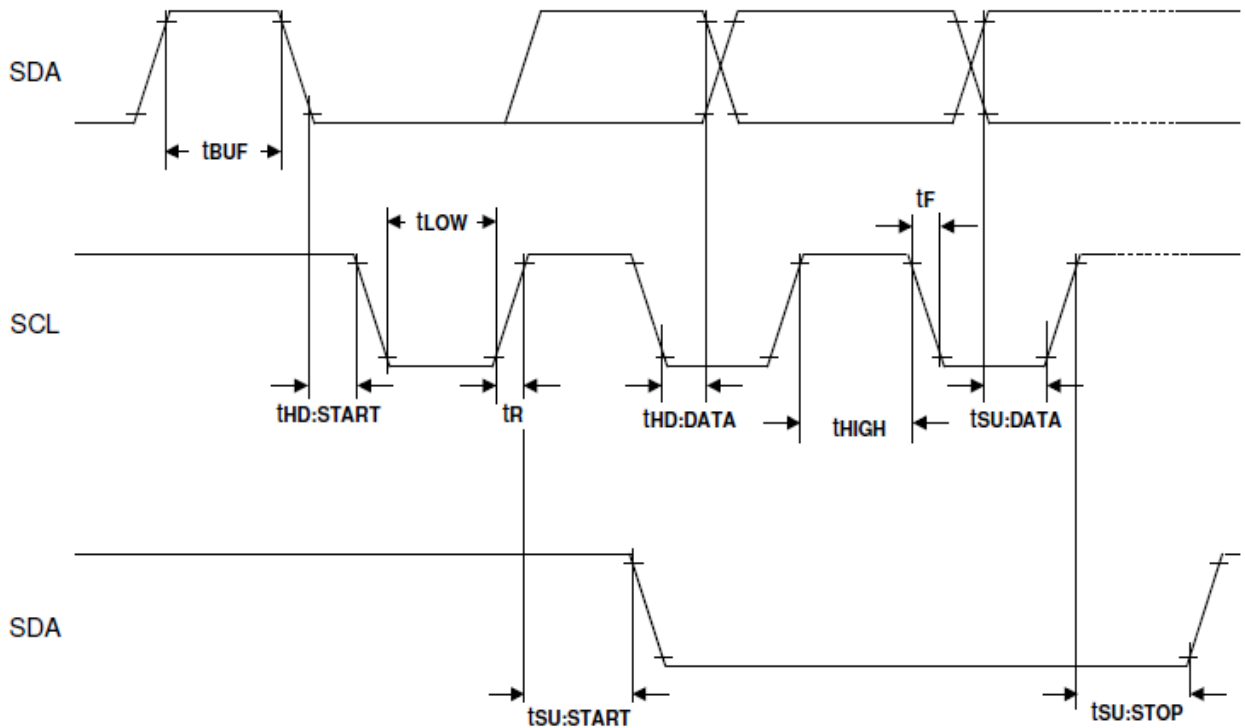 SDA
tBUF
tF
tLOW
SCL
tHD:START
tR
tHD:DATA
tHIGH
tSU:DATA
SDA
tSU:START
tSU:STOP